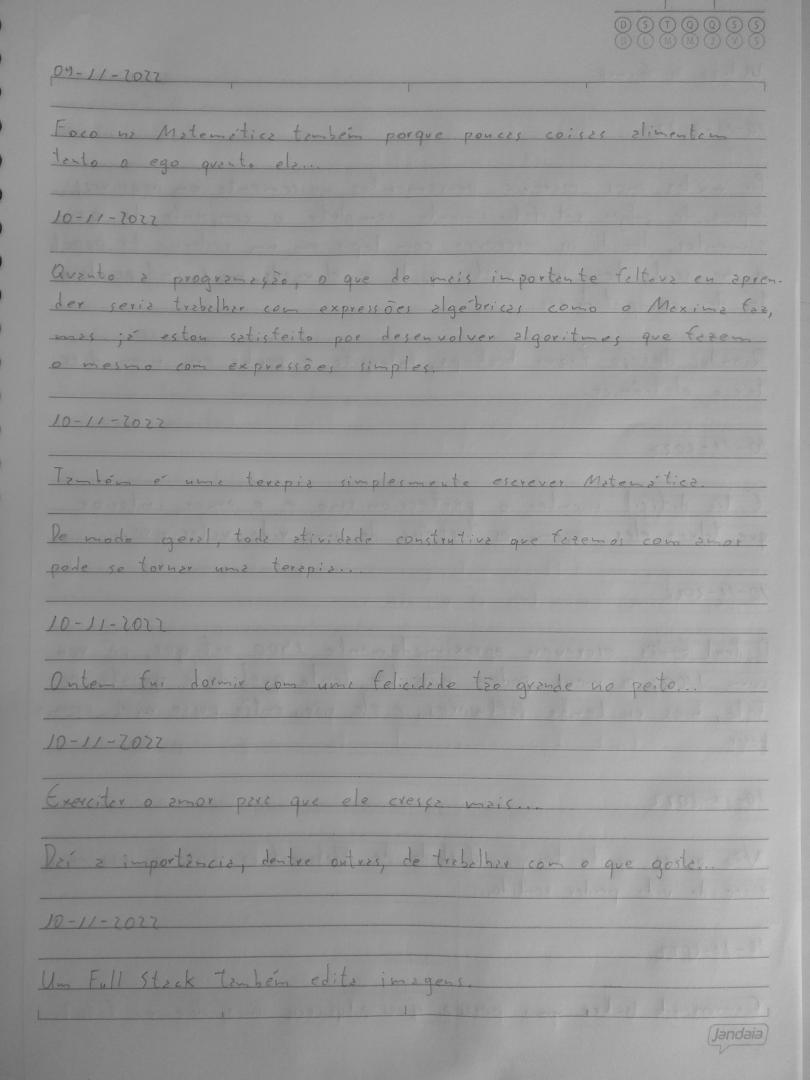 D S T Q Q S S
D L M M J V S
09-11-2022
Foco na Matemática também porque poucas coisas alimentam
tanto o ego quanto ela...
10-11-2022
Quanto a programação, o que de mais importante faltava eu apren-
der seria trabalhar com expressões algébricas como o Maxima faz,
mas já estou satisfeito por desenvolver algoritmos que fazem
o mesmo com expressões simples.
10-11-2022
Também é uma terapia simplesmente escrever Matemática.
De modo geral, toda atividade construtiva que fazemos com amor
pode se tornar uma terapia...
10-11-2022
Ontem fui dormir com uma felicidade tão grande no peito...
10-11-2022
Exercitar o amor para que ele cresça mais...
Daí a importância, dentre outras, de trabalhar com o que gosta...
10-11-2022
Um Full Stack também edita imagens.
Jandaia